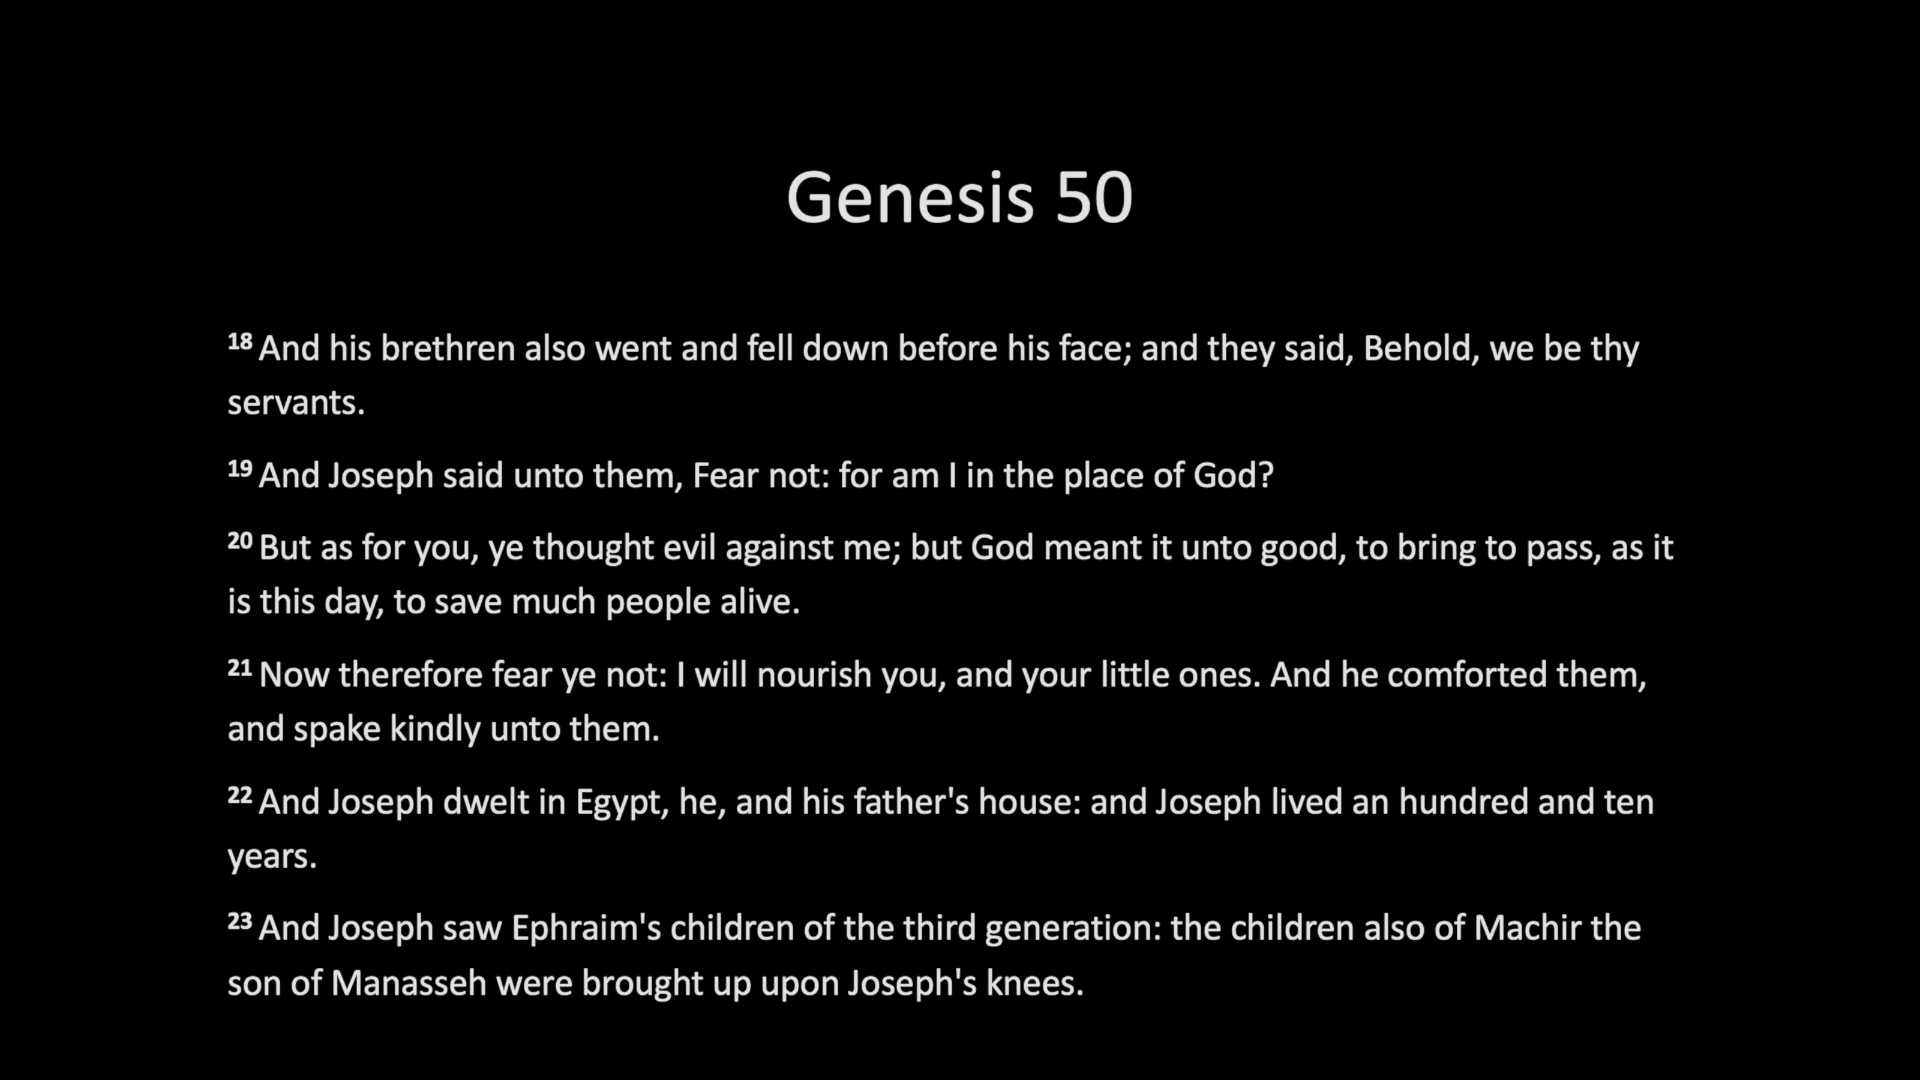 Genesis 50
18 And his brethren also went and fell down before his face; and they said, Behold, we be thy
servants.
19 And Joseph said unto them, Fear not: for am I in the place of God?
20 But as for you, ye thought evil against me; but God meant it unto good, to bring to pass, as it
is this day, to save much people alive.
21 Now therefore fear ye not: I will nourish you, and your little ones. And he comforted them,
and spake kindly unto them.
22 And Joseph dwelt in Egypt, he, and his father's house: and Joseph lived an hundred and ten
years.
23 And Joseph saw Ephraim's children of the third generation: the children also of Machir the
son of Manasseh were brought up upon Joseph's knees.